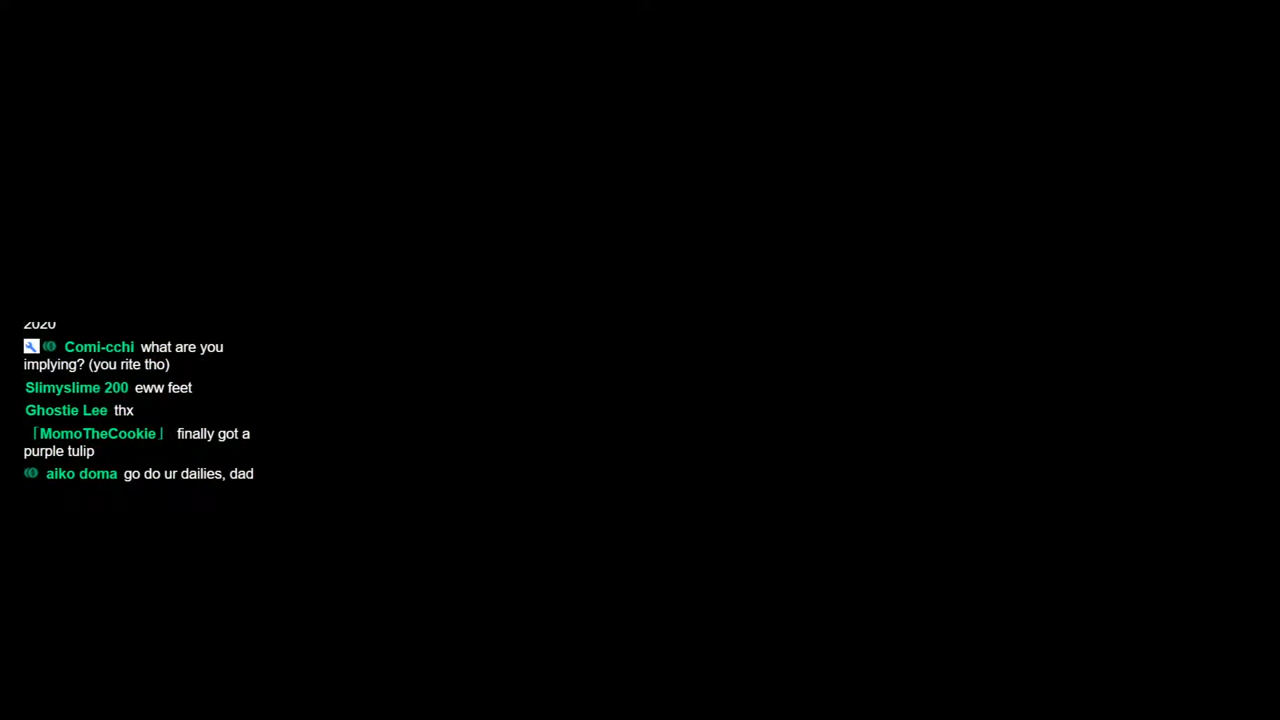 2020
Comi-cchi what are you
implying? (you rite tho)
Slimyslime 200 eww feet
Ghostie Lee thx
「MomoTheCookie」 finally got a
purple tulip
aiko doma go do ur dailies, dad